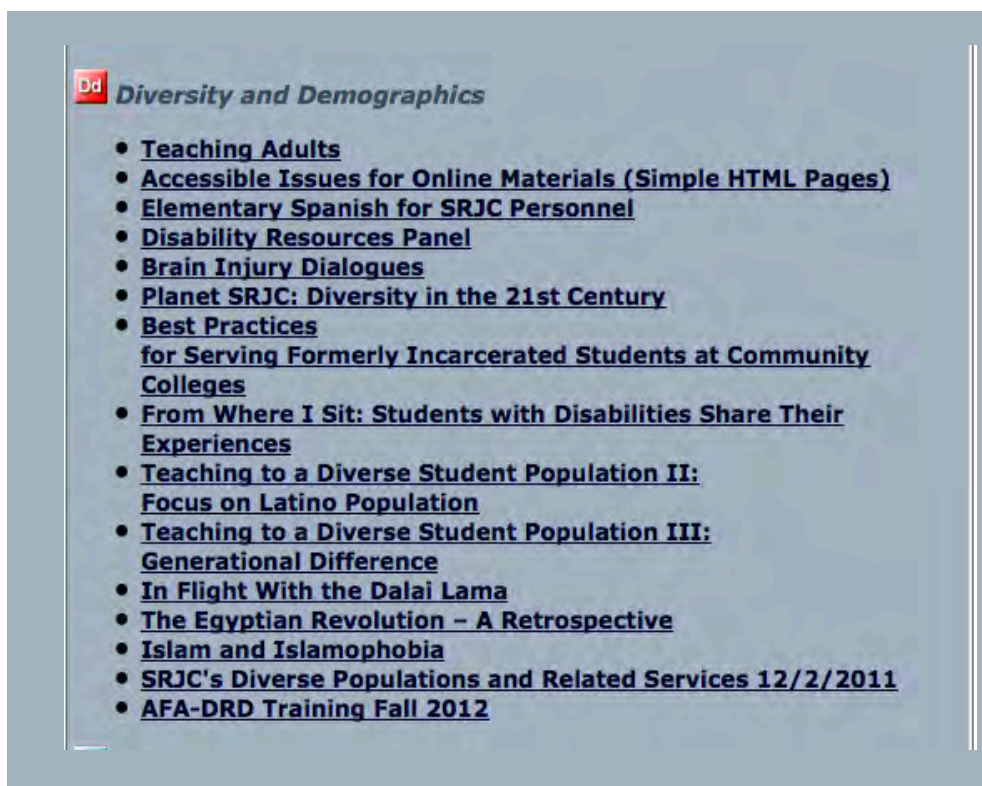 Dd Diversity and Demographics
• Teaching Adults
• Accessible Issues for Online Materials (Simple HTML Pages)
• Elementary Spanish for SRJC Personnel
• Disability Resources Panel
• Brain Injury Dialogues
• Planet SRJC: Diversity in the 21st Century
• Best Practices
for Serving Formerly Incarcerated Students at Community
Colleges
• From Where I Sit: Students with Disabilities Share Their
Experiences
• Teaching to a Diverse Student Population II:
Focus on Latino Population
• Teaching to a Diverse Student Population III:
Generational Difference
• In Flight With the Dalai Lama
• The Egyptian Revolution – A Retrospective
• Islam and Islamophobia
• SRJC's Diverse Populations and Related Services 12/2/2011
• AFA-DRD Training Fall 2012